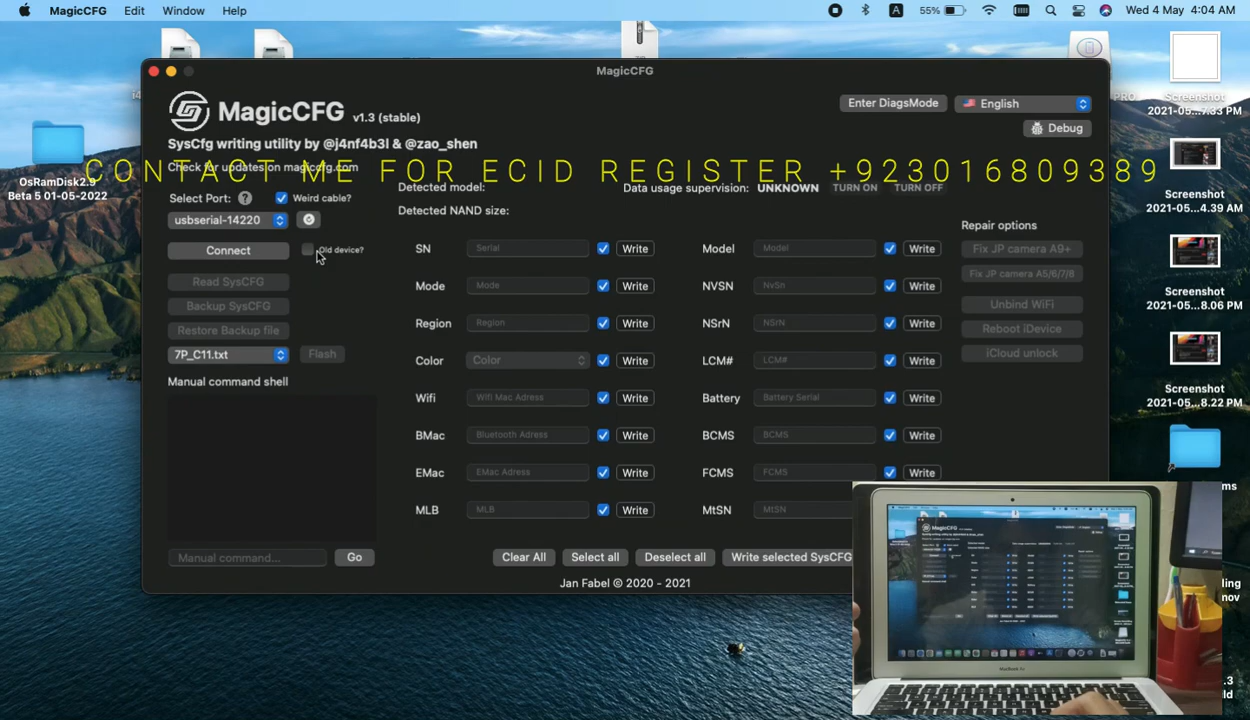 MagicCFG Edit Window Help
A 55% Wed 4 May 4:04 AM
MagicCFG
MagicCFG v1.3 (stable)
Enter DiagsMode
English
Debug
SysCfg writing utility by @j4nf4b3l & @zao_shen
Check for updates on magiccfg.com
CONTACT ME FOR ECID REGISTER +923016809389
Detected model:
Data usage supervision: UNKNOWN TURN ON TURN OFF
Select Port: ? Weird cable?
Detected NAND size:
usbserial-14220
Connect
Old device?
Read SysCFG
Backup SysCFG
Restore Backup file
7P_C11.txt
Flash
Manual command shell
Manual command...
Go
SN Serial Write
Mode Mode Write
Region Region Write
Color Color Write
Wifi Wifi Mac Adress Write
BMac Bluetooth Adress Write
EMac EMac Adress Write
MLB MLB Write
Model Model Write
NVSN NvSn Write
NSrN NSrN Write
LCM# LCM# Write
Battery Battery Serial Write
BCMS BCMS Write
FCMS FCMS Write
MtSN MtSN
Repair options
Fix JP camera A9+
Fix JP camera A5/6/7/8
Unbind WiFi
Reboot iDevice
iCloud unlock
Clear All
Select all
Deselect all
Write selected SysCFG
Jan Fabel © 2020 - 2021
OsRamDisk2.9
Beta 5 01-05-2022
PRO
Screenshot
2021-05...7.33 PM
Screenshot
2021-05...4.39 AM
Screenshot
2021-05...8.06 PM
Screenshot
2021-05...8.22 PM
ms
ling
mov
.3
ld
MacBook Air